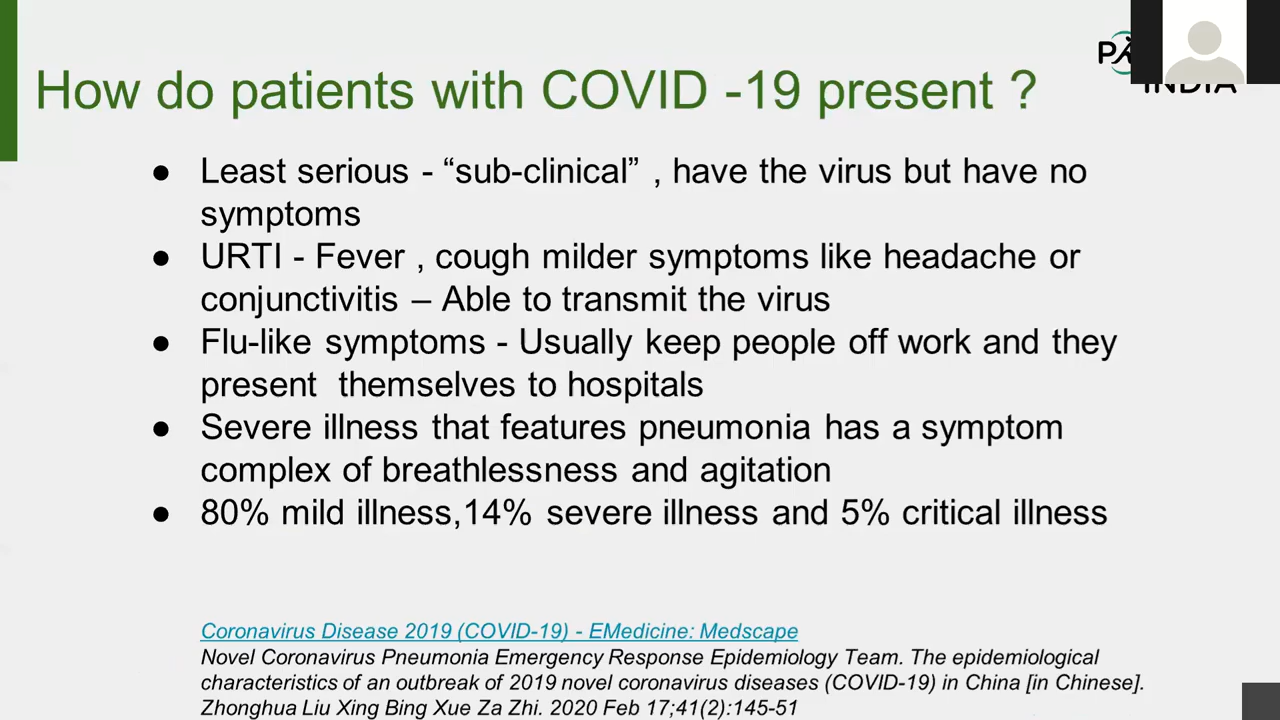 How do patients with COVID -19 present ?
● Least serious - “sub-clinical” , have the virus but have no
symptoms
● URTI - Fever , cough milder symptoms like headache or
conjunctivitis – Able to transmit the virus
● Flu-like symptoms - Usually keep people off work and they
present themselves to hospitals
● Severe illness that features pneumonia has a symptom
complex of breathlessness and agitation
● 80% mild illness,14% severe illness and 5% critical illness
Coronavirus Disease 2019 (COVID-19) - EMedicine: Medscape
Novel Coronavirus Pneumonia Emergency Response Epidemiology Team. The epidemiological
characteristics of an outbreak of 2019 novel coronavirus diseases (COVID-19) in China [in Chinese].
Zhonghua Liu Xing Bing Xue Za Zhi. 2020 Feb 17;41(2):145-51
INDIA